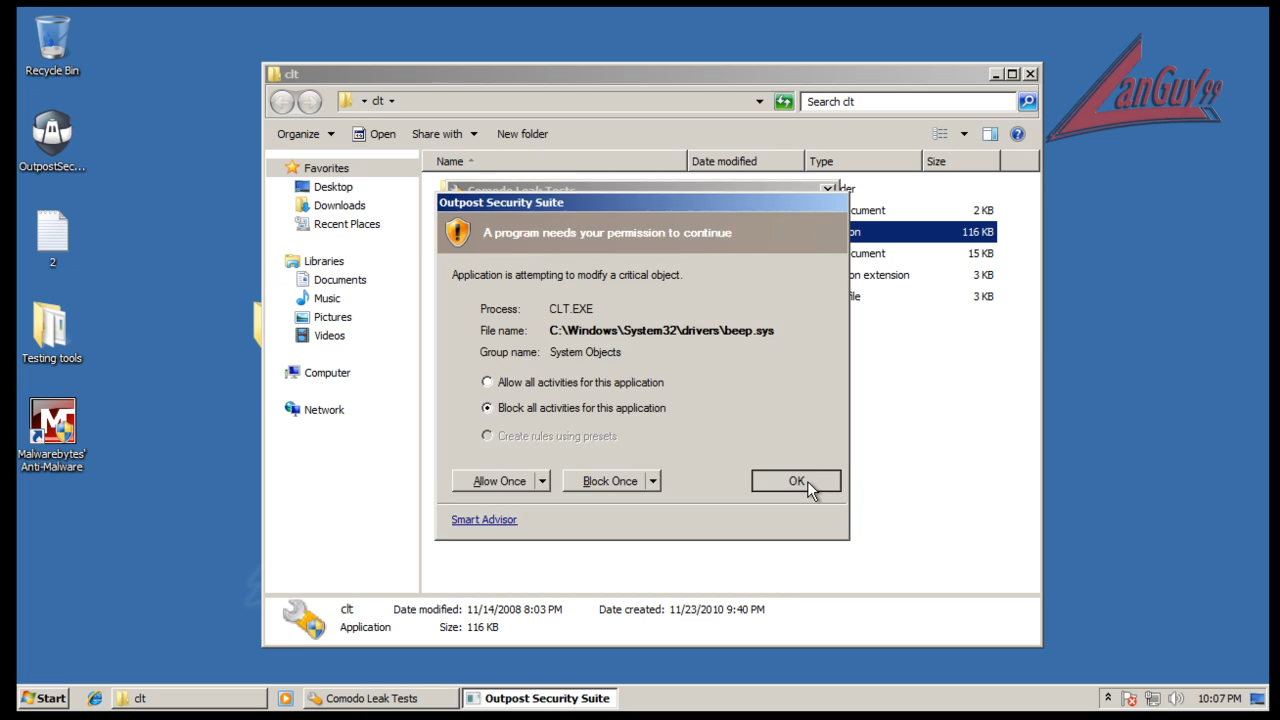 Recycle Bin
OutpostSec...
2
Testing tools
Malwarebytes'
Anti-Malware
LanGuy99
clt
clt
Search clt
Organize
Open
Share with
New folder
Favorites
Desktop
Downloads
Recent Places
Libraries
Documents
Music
Pictures
Videos
Computer
Network
Name
Date modified
Type
Size
Comodo Leak Tests
der
cument
2 KB
on
116 KB
cument
15 KB
on extension
3 KB
ile
3 KB
Outpost Security Suite
A program needs your permission to continue
Application is attempting to modify a critical object.
Process: CLT.EXE
File name: C:\Windows\System32\drivers\beep.sys
Group name: System Objects
Allow all activities for this application
Block all activities for this application
Create rules using presets
Allow Once
Block Once
OK
Smart Advisor
clt Date modified: 11/14/2008 8:03 PM Date created: 11/23/2010 9:40 PM
Application Size: 116 KB
Start
clt
Comodo Leak Tests
Outpost Security Suite
10:07 PM